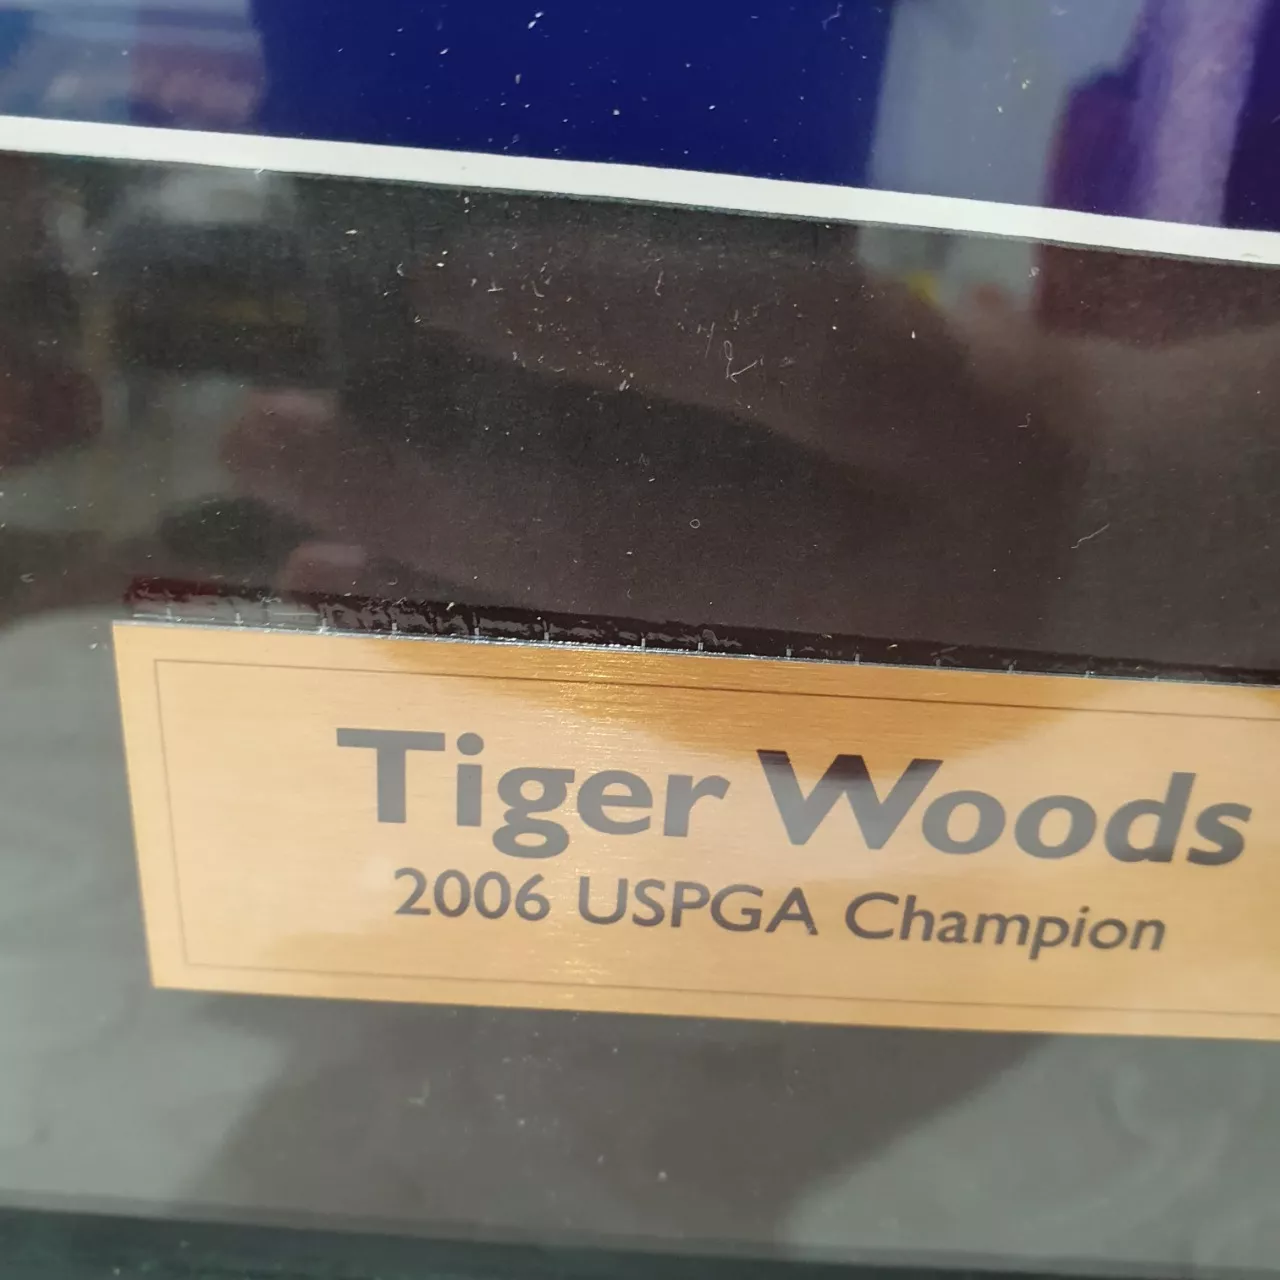 Tiger Woods
2006 USPGA Champion